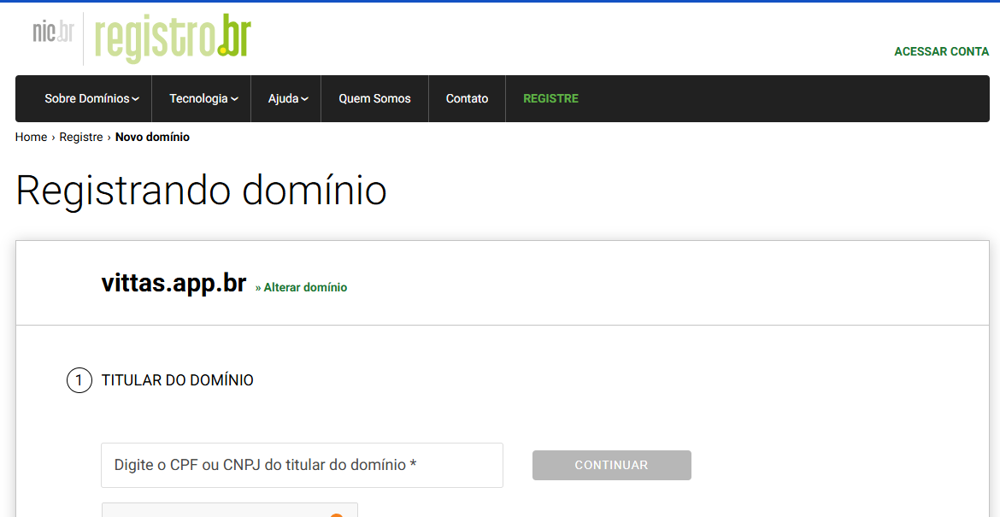 nic.br registro.br
ACESSAR CONTA
Sobre Domínios Tecnologia Ajuda Quem Somos Contato REGISTRE
Home › Registre › Novo domínio
Registrando domínio
vittas.app.br » Alterar domínio
1 TITULAR DO DOMÍNIO
Digite o CPF ou CNPJ do titular do domínio * CONTINUAR